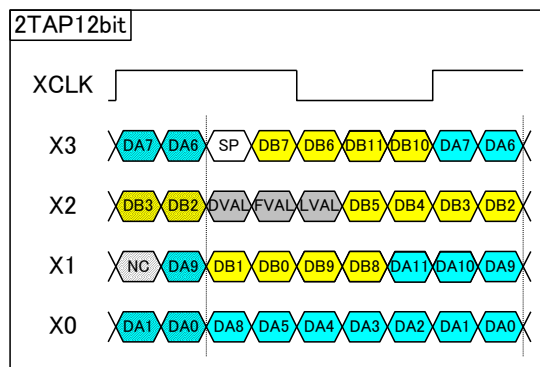 2TAP12bit
XCLK
X3 DA7 DA6 SP DB7 DB6 DB11 DB10 DA7 DA6
X2 DB3 DB2 DVAL FVAL LVAL DB5 DB4 DB3 DB2
X1 NC DA9 DB1 DB0 DB9 DB8 DA11 DA10 DA9
X0 DA1 DA0 DA8 DA5 DA4 DA3 DA2 DA1 DA0